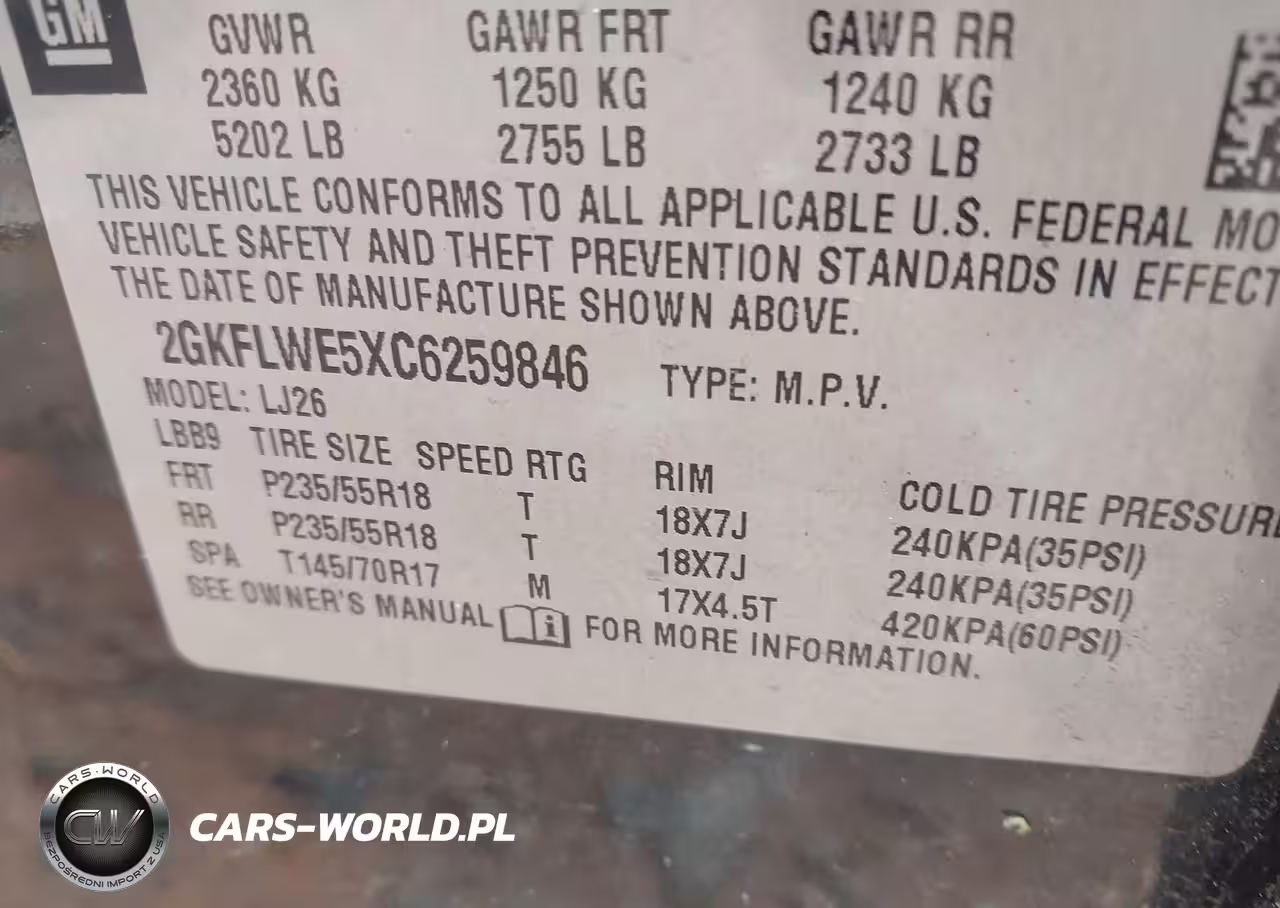 GM
GVWR GAWR FRT GAWR RR
2360 KG 1250 KG 1240 KG
5202 LB 2755 LB 2733 LB
THIS VEHICLE CONFORMS TO ALL APPLICABLE U.S. FEDERAL MO
VEHICLE SAFETY AND THEFT PREVENTION STANDARDS IN EFFECT
THE DATE OF MANUFACTURE SHOWN ABOVE.
2GKFLWE5XC6259846 TYPE: M.P.V.
MODEL: LJ26
LBB9 TIRE SIZE SPEED RTG RIM COLD TIRE PRESSURE
FRT P235/55R18 T 18X7J 240KPA(35PSI)
RR P235/55R18 T 18X7J 240KPA(35PSI)
SPA T145/70R17 M 17X4.5T 420KPA(60PSI)
SEE OWNER'S MANUAL FOR MORE INFORMATION.
CARS-WORLD
CW
BEZPOŚREDNI IMPORT Z USA
CARS-WORLD.PL